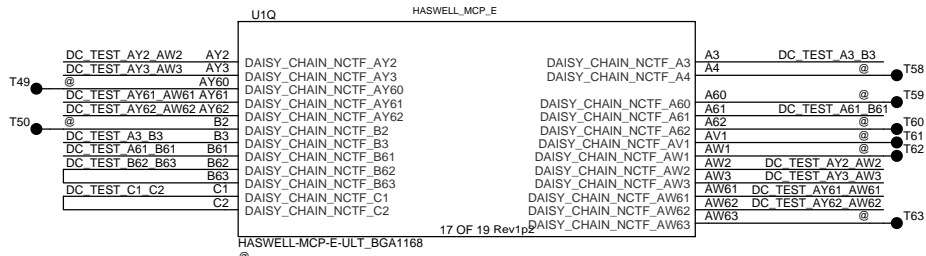 U1Q
HASWELL_MCP_E
DC_TEST_AY2_AW2 AY2 DAISY_CHAIN_NCTF_AY2 DAISY_CHAIN_NCTF_A3 A3 DC_TEST_A3_B3
DC_TEST_AY3_AW3 AY3 DAISY_CHAIN_NCTF_AY3 DAISY_CHAIN_NCTF_A4 A4 @ T58
T49 @ AY60 DAISY_CHAIN_NCTF_AY60 DAISY_CHAIN_NCTF_A60 A60 @ T59
DC_TEST_AY61_AW61 AY61 DAISY_CHAIN_NCTF_AY61 DAISY_CHAIN_NCTF_A61 A61 DC_TEST_A61_B61
DC_TEST_AY62_AW62 AY62 DAISY_CHAIN_NCTF_AY62 DAISY_CHAIN_NCTF_A62 A62 @ T60
T50 @ B2 DAISY_CHAIN_NCTF_B2 DAISY_CHAIN_NCTF_AV1 AV1 @ T61
DC_TEST_A3_B3 B3 DAISY_CHAIN_NCTF_B3 DAISY_CHAIN_NCTF_AW1 AW1 @ T62
DC_TEST_A61_B61 B61 DAISY_CHAIN_NCTF_B61 DAISY_CHAIN_NCTF_AW2 AW2 DC_TEST_AY2_AW2
DC_TEST_B62_B63 B62 DAISY_CHAIN_NCTF_B62 DAISY_CHAIN_NCTF_AW3 AW3 DC_TEST_AY3_AW3
B63 DAISY_CHAIN_NCTF_B63 DAISY_CHAIN_NCTF_AW61 AW61 DC_TEST_AY61_AW61
DC_TEST_C1_C2 C1 DAISY_CHAIN_NCTF_C1 DAISY_CHAIN_NCTF_AW62 AW62 DC_TEST_AY62_AW62
C2 DAISY_CHAIN_NCTF_C2 DAISY_CHAIN_NCTF_AW63 AW63 @ T63
17 OF 19 Rev1p2
HASWELL-MCP-E-ULT_BGA1168
@